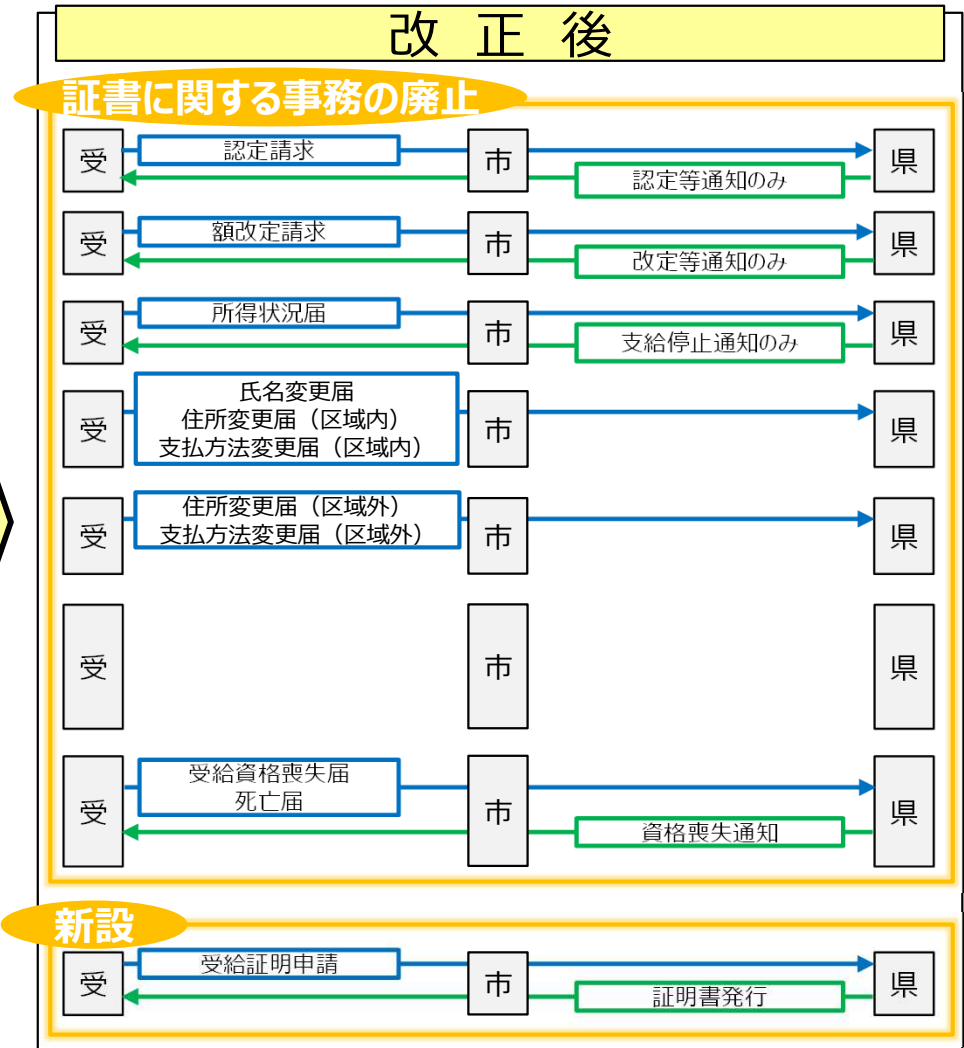 改正後
証書に関する事務の廃止
受 認定請求 市 県
認定等通知のみ
受 額改定請求 市 県
改定等通知のみ
受 所得状況届 市 県
支給停止通知のみ
氏名変更届
住所変更届（区域内）
受 市 県
支払方法変更届（区域内）
住所変更届（区域外）
支払方法変更届（区域外）
受 市 県
受 市 県
受給資格喪失届
死亡届
受 市 県
資格喪失通知
新設
受給証明申請
受 市 県
証明書発行